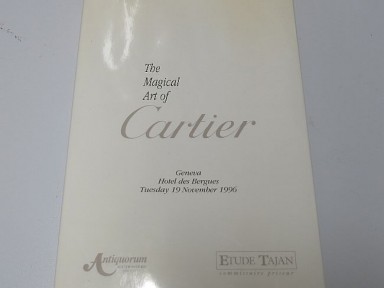 The
Magical
Art of
Cartier
Geneva
Hotel des Bergues
Tuesday 19 November 1996
Antiquorum
ETUDE TAJAN